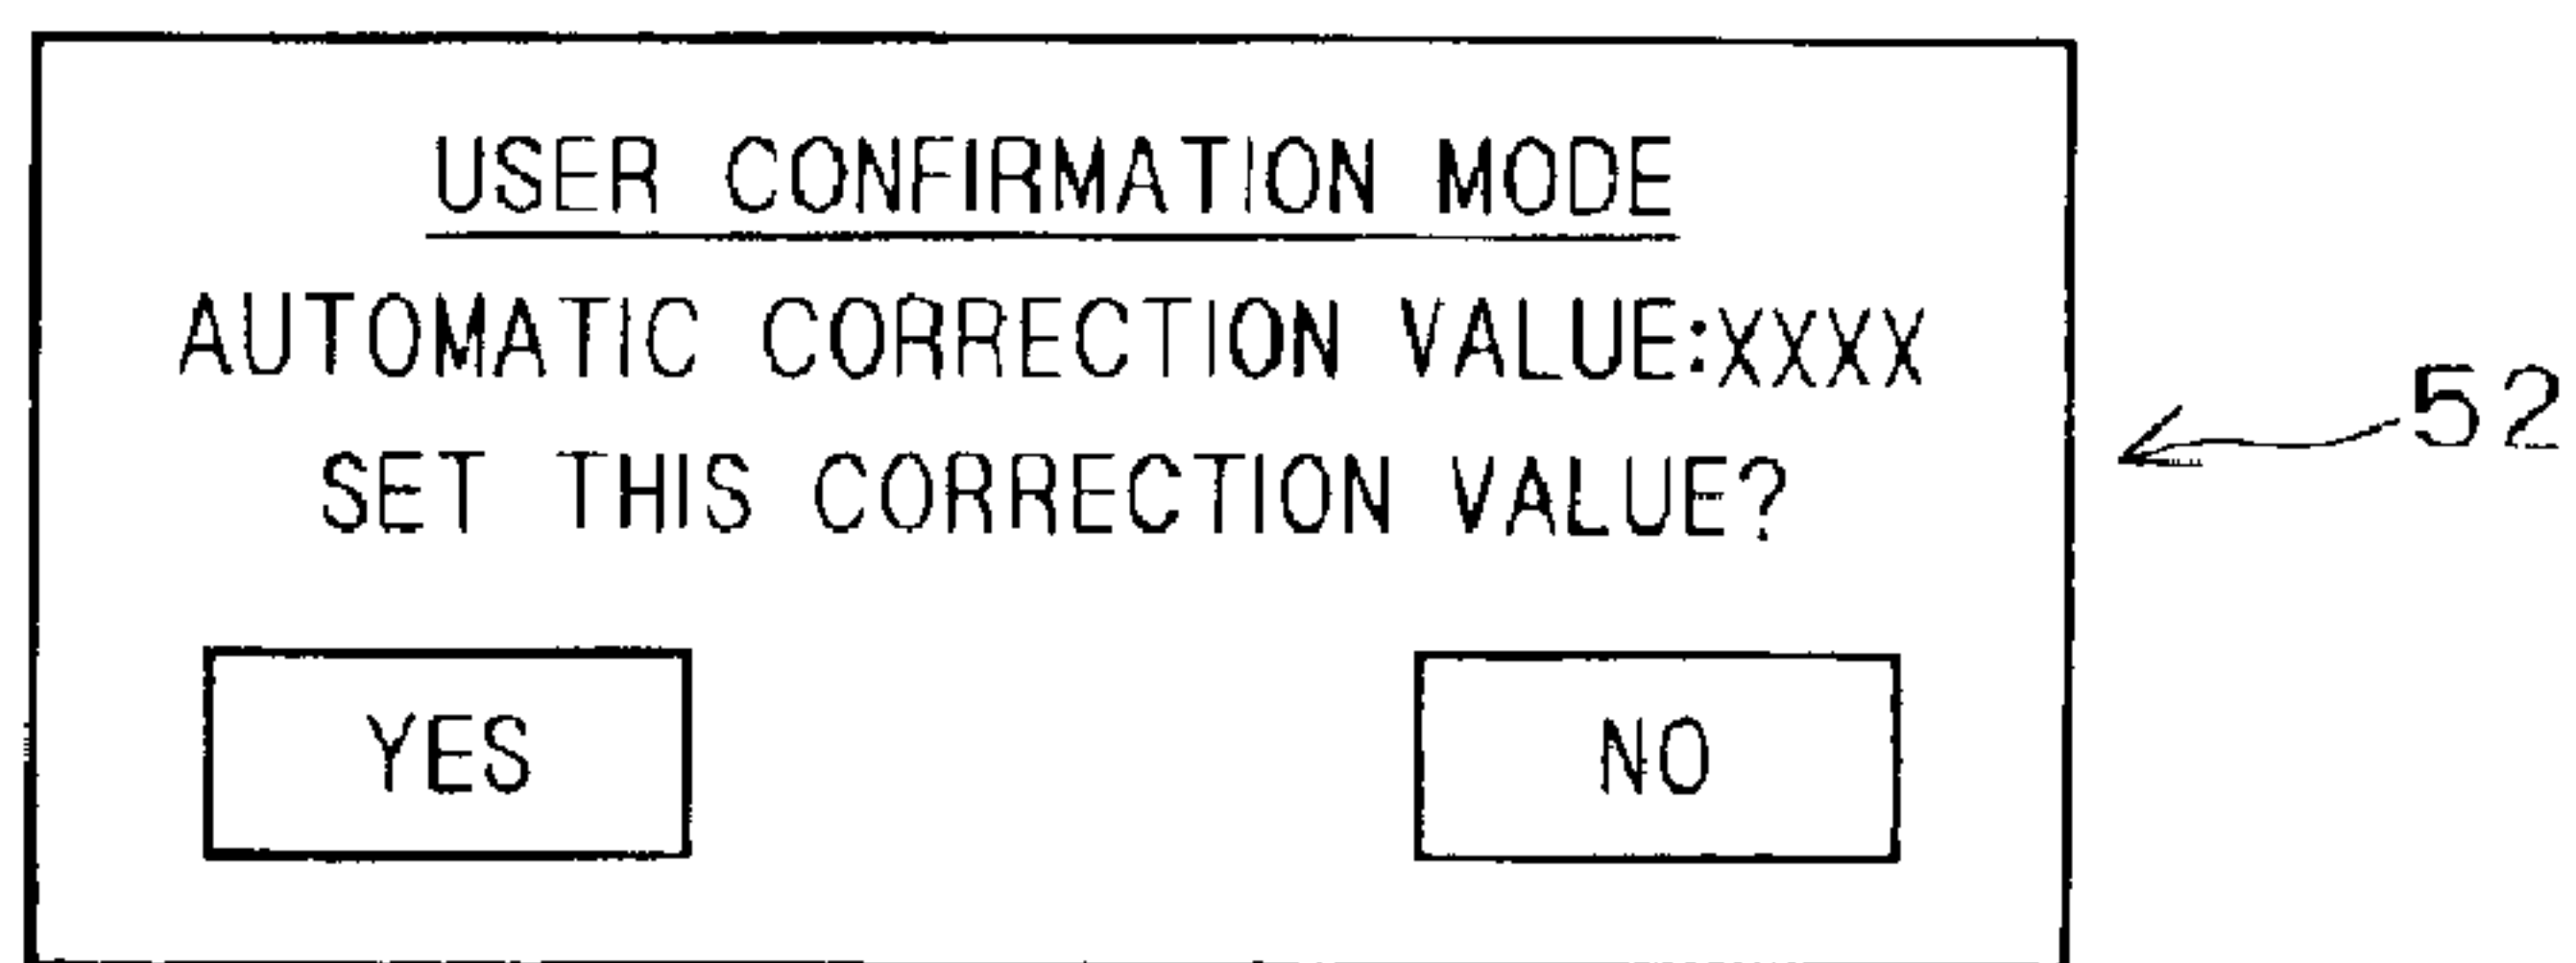 USER CONFIRMATION MODE
AUTOMATIC CORRECTION VALUE:XXXX
SET THIS CORRECTION VALUE?
52
YES NO